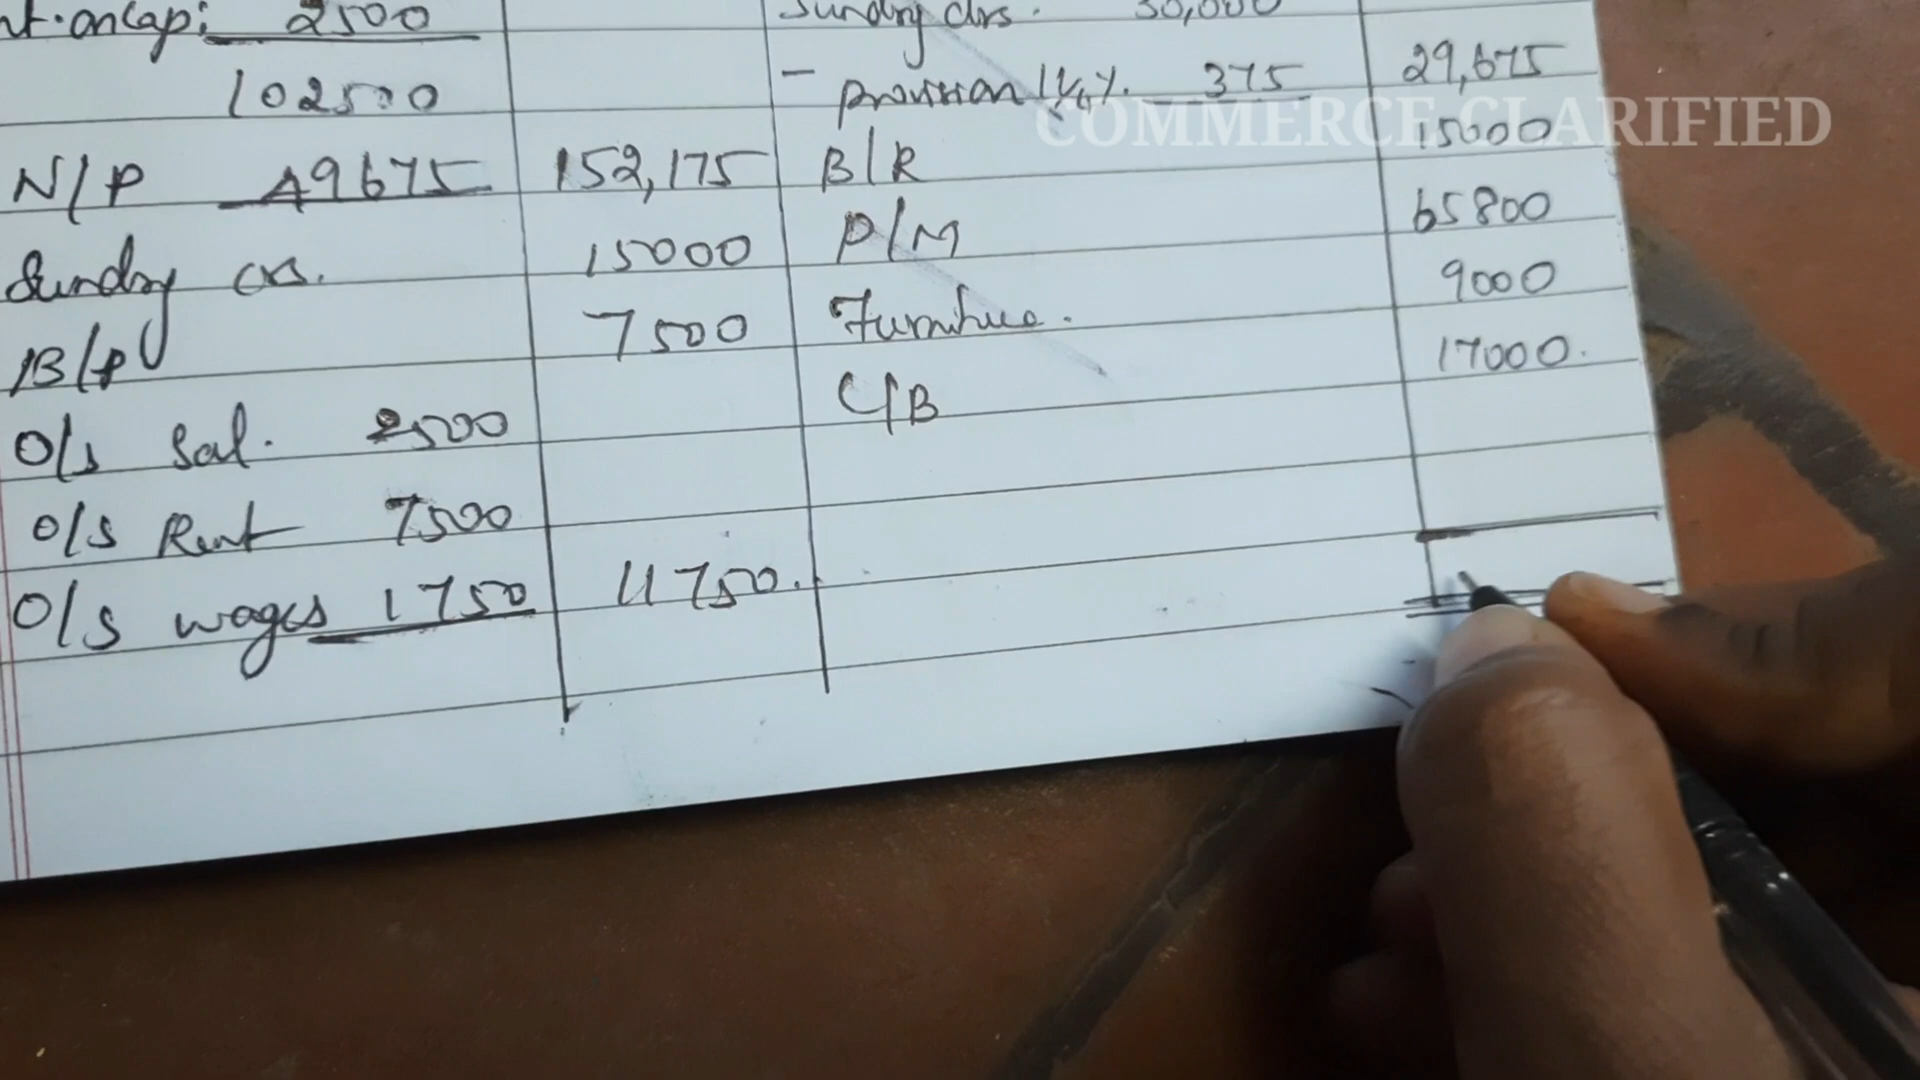 nt. on Cap: 2500
102500
N/P 49675 152,175
Sundry crs. 15000
B/P 7500
O/s Sal. 2500
O/s Rent 7500
O/s wages 1750 11750.
Sundry drs. 30,000
- provision 1¼%. 375 29,675
B/R 15000
P/M 65800
Furniture. 9000
C/B 17000.
COMMERCE CLARIFIED